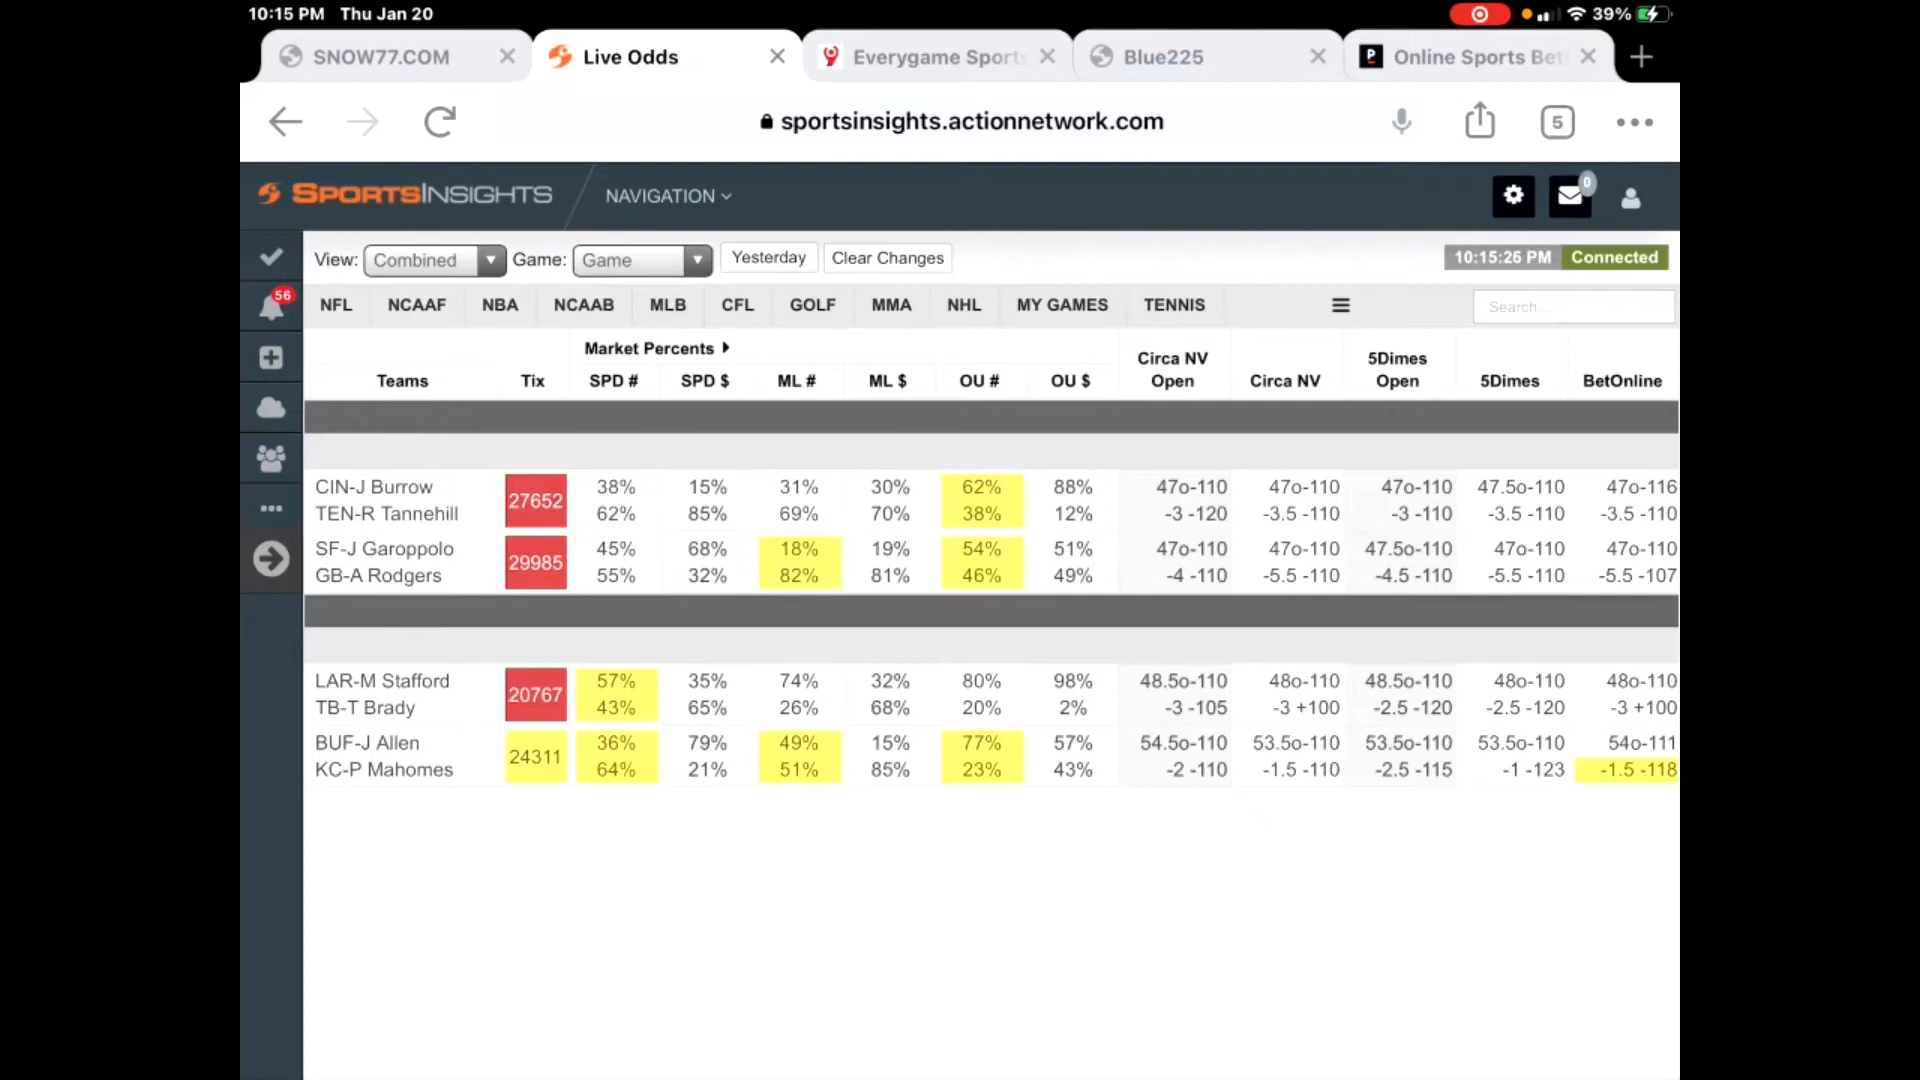 10:15 PM Thu Jan 20 39%
SNOW77.COM Live Odds Everygame Sports Blue225 Online Sports Bet
sportsinsights.actionnetwork.com 5
SPORTSINSIGHTS NAVIGATION 0
View: Combined Game: Game Yesterday Clear Changes 10:15:26 PM Connected
56
NFL NCAAF NBA NCAAB MLB CFL GOLF MMA NHL MY GAMES TENNIS Search...
Market Percents
Circa NV 5Dimes
Teams Tix SPD # SPD $ ML # ML $ OU # OU $ Open Circa NV Open 5Dimes BetOnline
CIN-J Burrow 27652 38% 15% 31% 30% 62% 88% 47o-110 47o-110 47o-110 47.5o-110 47o-116
TEN-R Tannehill 62% 85% 69% 70% 38% 12% -3 -120 -3.5 -110 -3 -110 -3.5 -110 -3.5 -110
SF-J Garoppolo 29985 45% 68% 18% 19% 54% 51% 47o-110 47o-110 47.5o-110 47o-110 47o-110
GB-A Rodgers 55% 32% 82% 81% 46% 49% -4 -110 -5.5 -110 -4.5 -110 -5.5 -110 -5.5 -107
LAR-M Stafford 20767 57% 35% 74% 32% 80% 98% 48.5o-110 48o-110 48.5o-110 48o-110 48o-110
TB-T Brady 43% 65% 26% 68% 20% 2% -3 -105 -3 +100 -2.5 -120 -2.5 -120 -3 +100
BUF-J Allen 24311 36% 79% 49% 15% 77% 57% 54.5o-110 53.5o-110 53.5o-110 53.5o-110 54o-111
KC-P Mahomes 64% 21% 51% 85% 23% 43% -2 -110 -1.5 -110 -2.5 -115 -1 -123 -1.5 -118